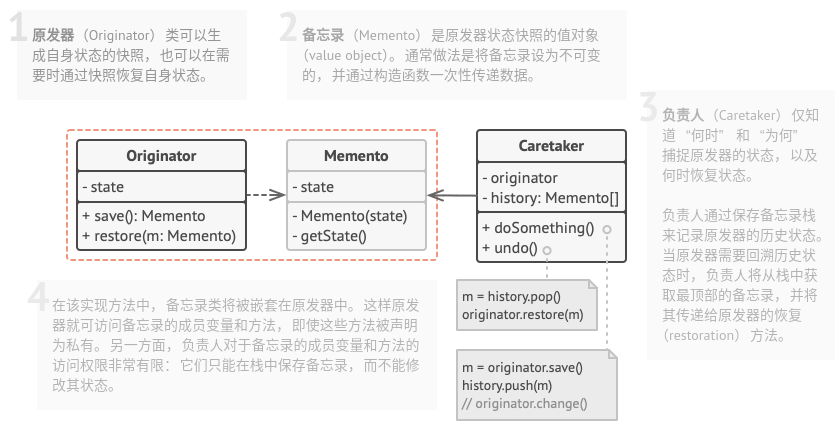 1
原发器（Originator）类可以生
成自身状态的快照，也可以在需
要时通过快照恢复自身状态。
2
备忘录（Memento）是原发器状态快照的值对象
（value object）。通常做法是将备忘录设为不可变
的，并通过构造函数一次性传递数据。
3
负责人（Caretaker）仅知
道“何时”和“为何”
捕捉原发器的状态，以及
何时恢复状态。
负责人通过保存备忘录栈
来记录原发器的历史状态。
当原发器需要回溯历史状
态时，负责人将从栈中获
取最顶部的备忘录，并将
其传递给原发器的恢复
（restoration）方法。
Originator
- state
+ save(): Memento
+ restore(m: Memento)
Memento
- state
- Memento(state)
- getState()
Caretaker
- originator
- history: Memento[]
+ doSomething()
+ undo()
m = history.pop()
originator.restore(m)
m = originator.save()
history.push(m)
// originator.change()
4
在该实现方法中，备忘录类将被嵌套在原发器中。这样原发
器就可访问备忘录的成员变量和方法，即使这些方法被声明
为私有。另一方面，负责人对于备忘录的成员变量和方法的
访问权限非常有限：它们只能在栈中保存备忘录，而不能修
改其状态。